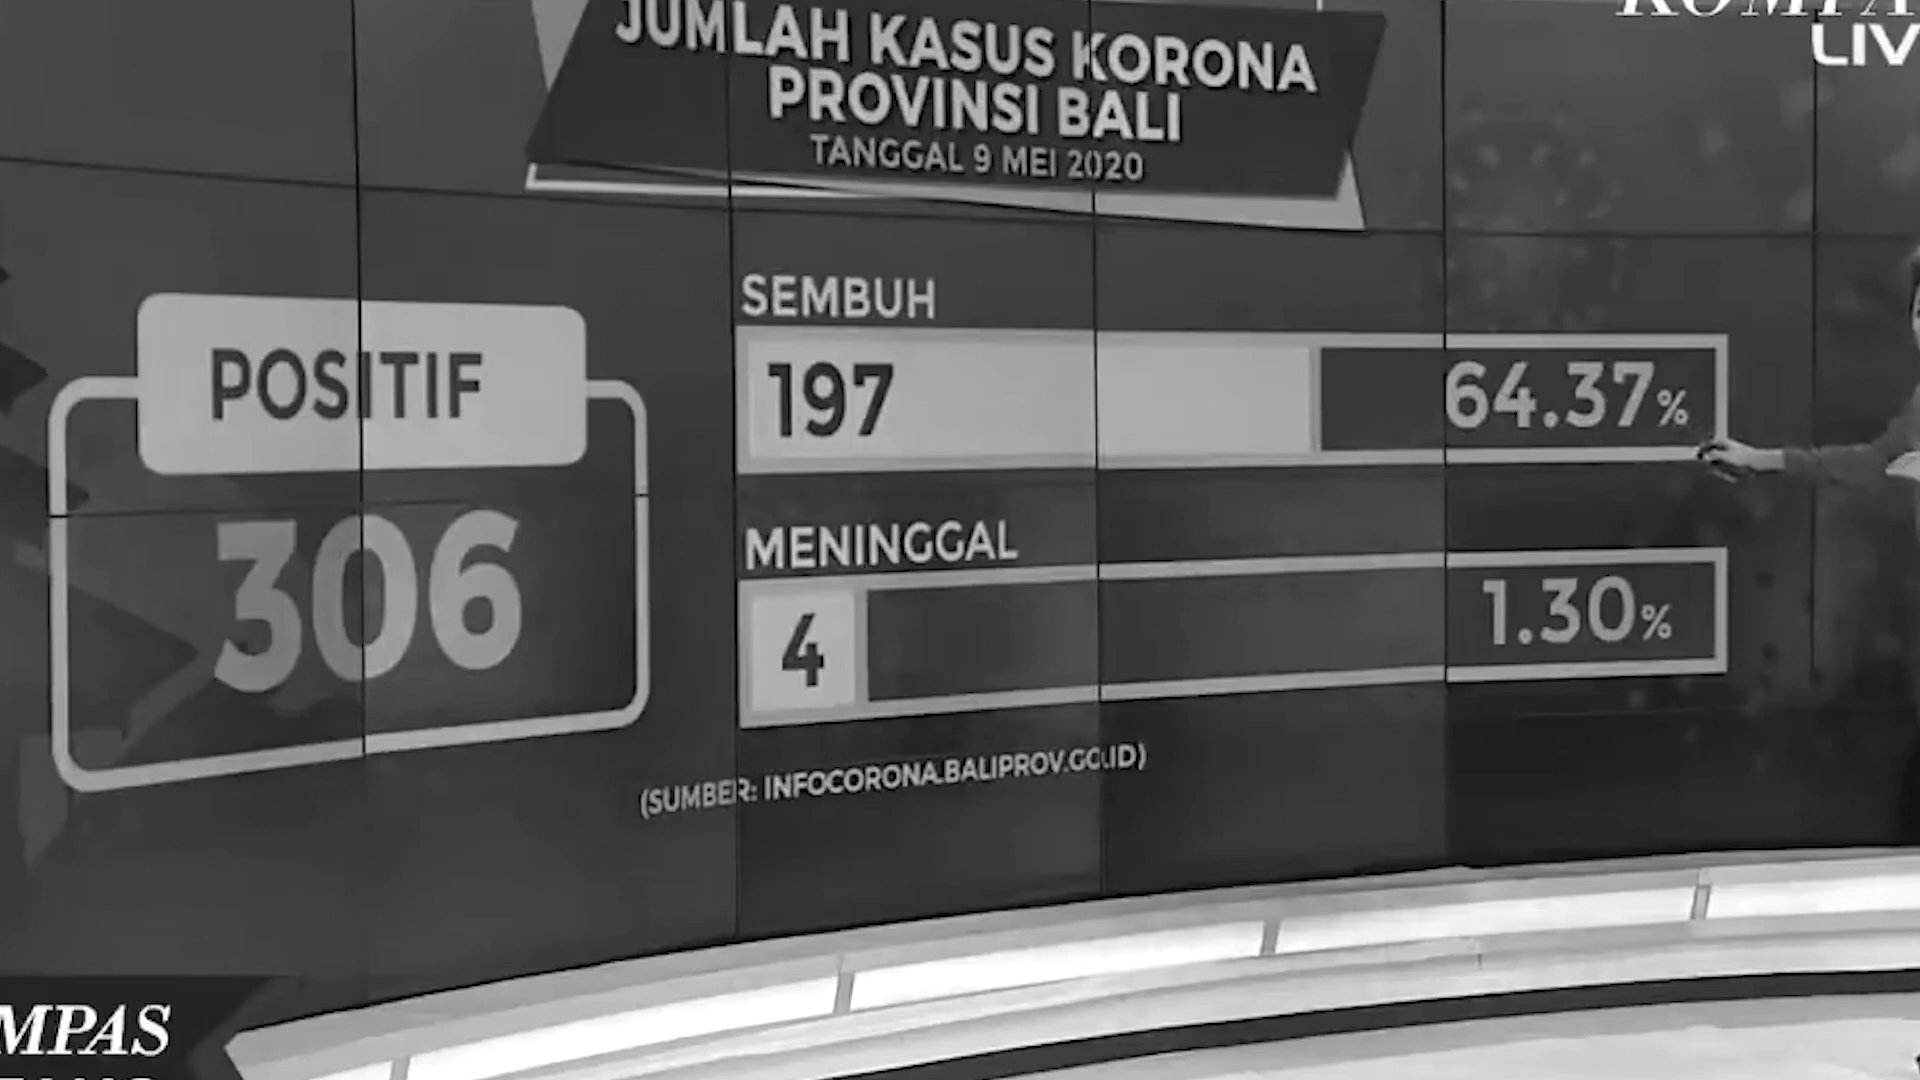 LIV
JUMLAH KASUS KORONA
PROVINSI BALI
TANGGAL 9 MEI 2020
POSITIF
306
SEMBUH
197
64.37%
MENINGGAL
4
1.30%
(SUMBER: INFOCORONA.BALIPROV.GO.ID)
MPAS